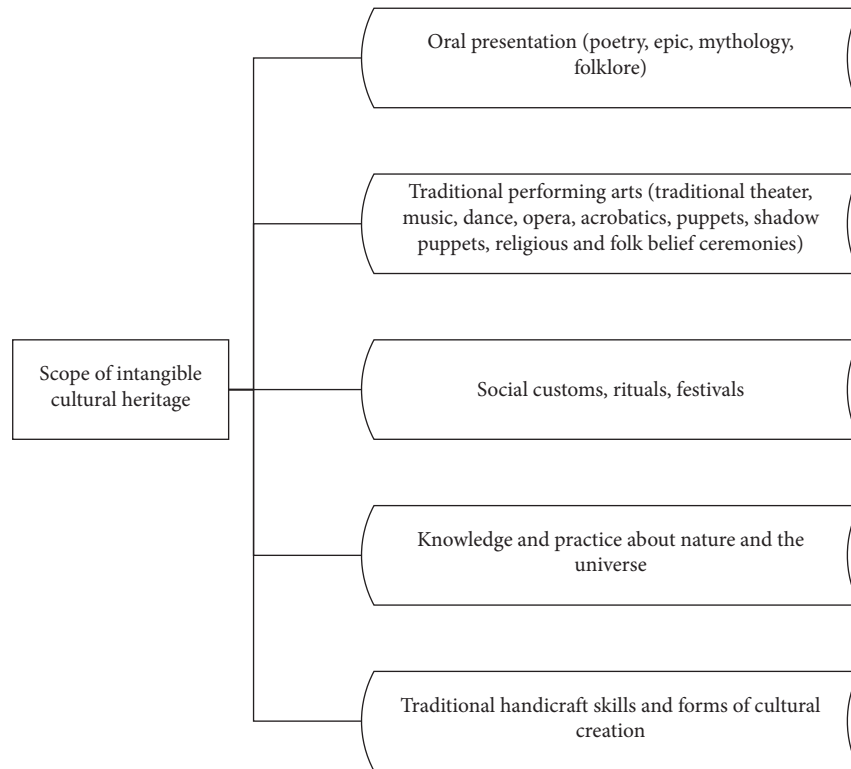 Oral presentation (poetry, epic, mythology,
folklore)
Traditional performing arts (traditional theater,
music, dance, opera, acrobatics, puppets, shadow
puppets, religious and folk belief ceremonies)
Scope of intangible
cultural heritage
Social customs, rituals, festivals
Knowledge and practice about nature and the
universe
Traditional handicraft skills and forms of cultural
creation